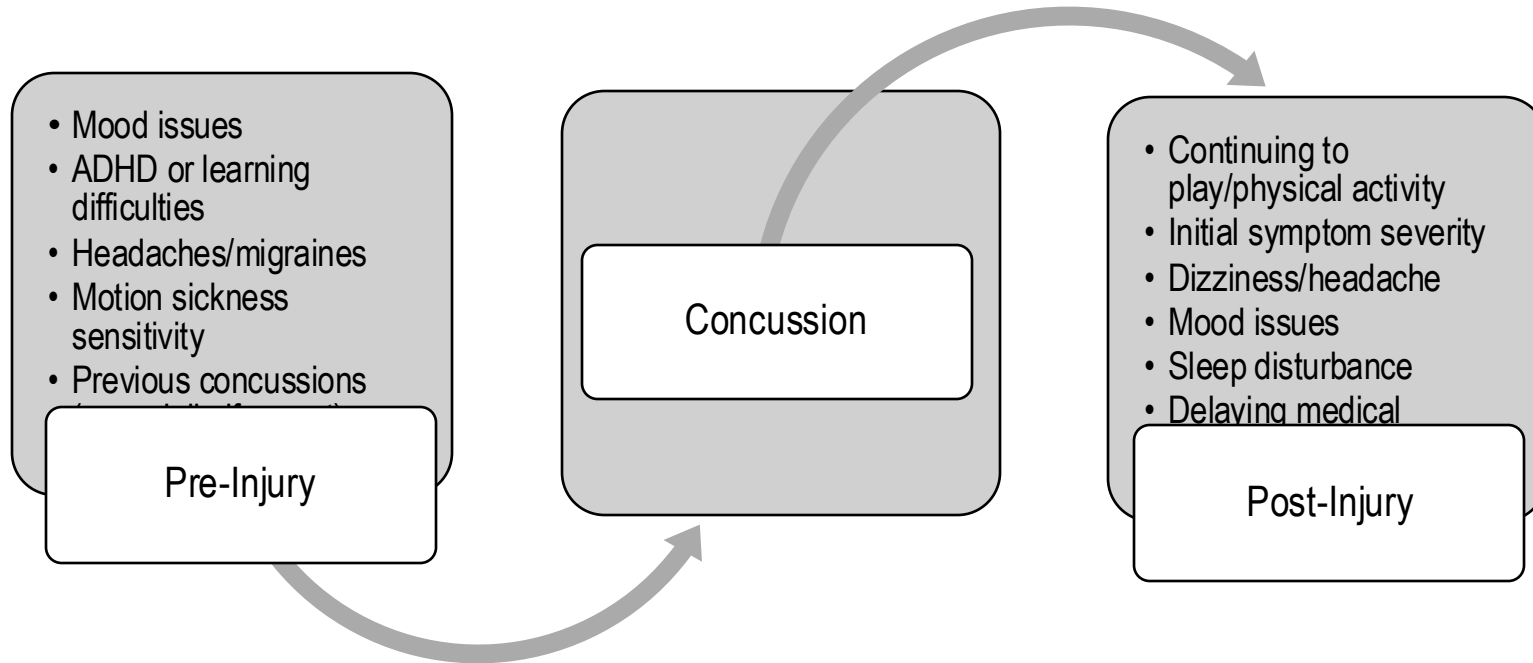 • Mood issues
• ADHD or learning
difficulties
• Headaches/migraines
• Motion sickness
sensitivity
• Previous concussions
Pre-Injury
Concussion
• Continuing to
play/physical activity
• Initial symptom severity
• Dizziness/headache
• Mood issues
• Sleep disturbance
• Delaying medical
Post-Injury